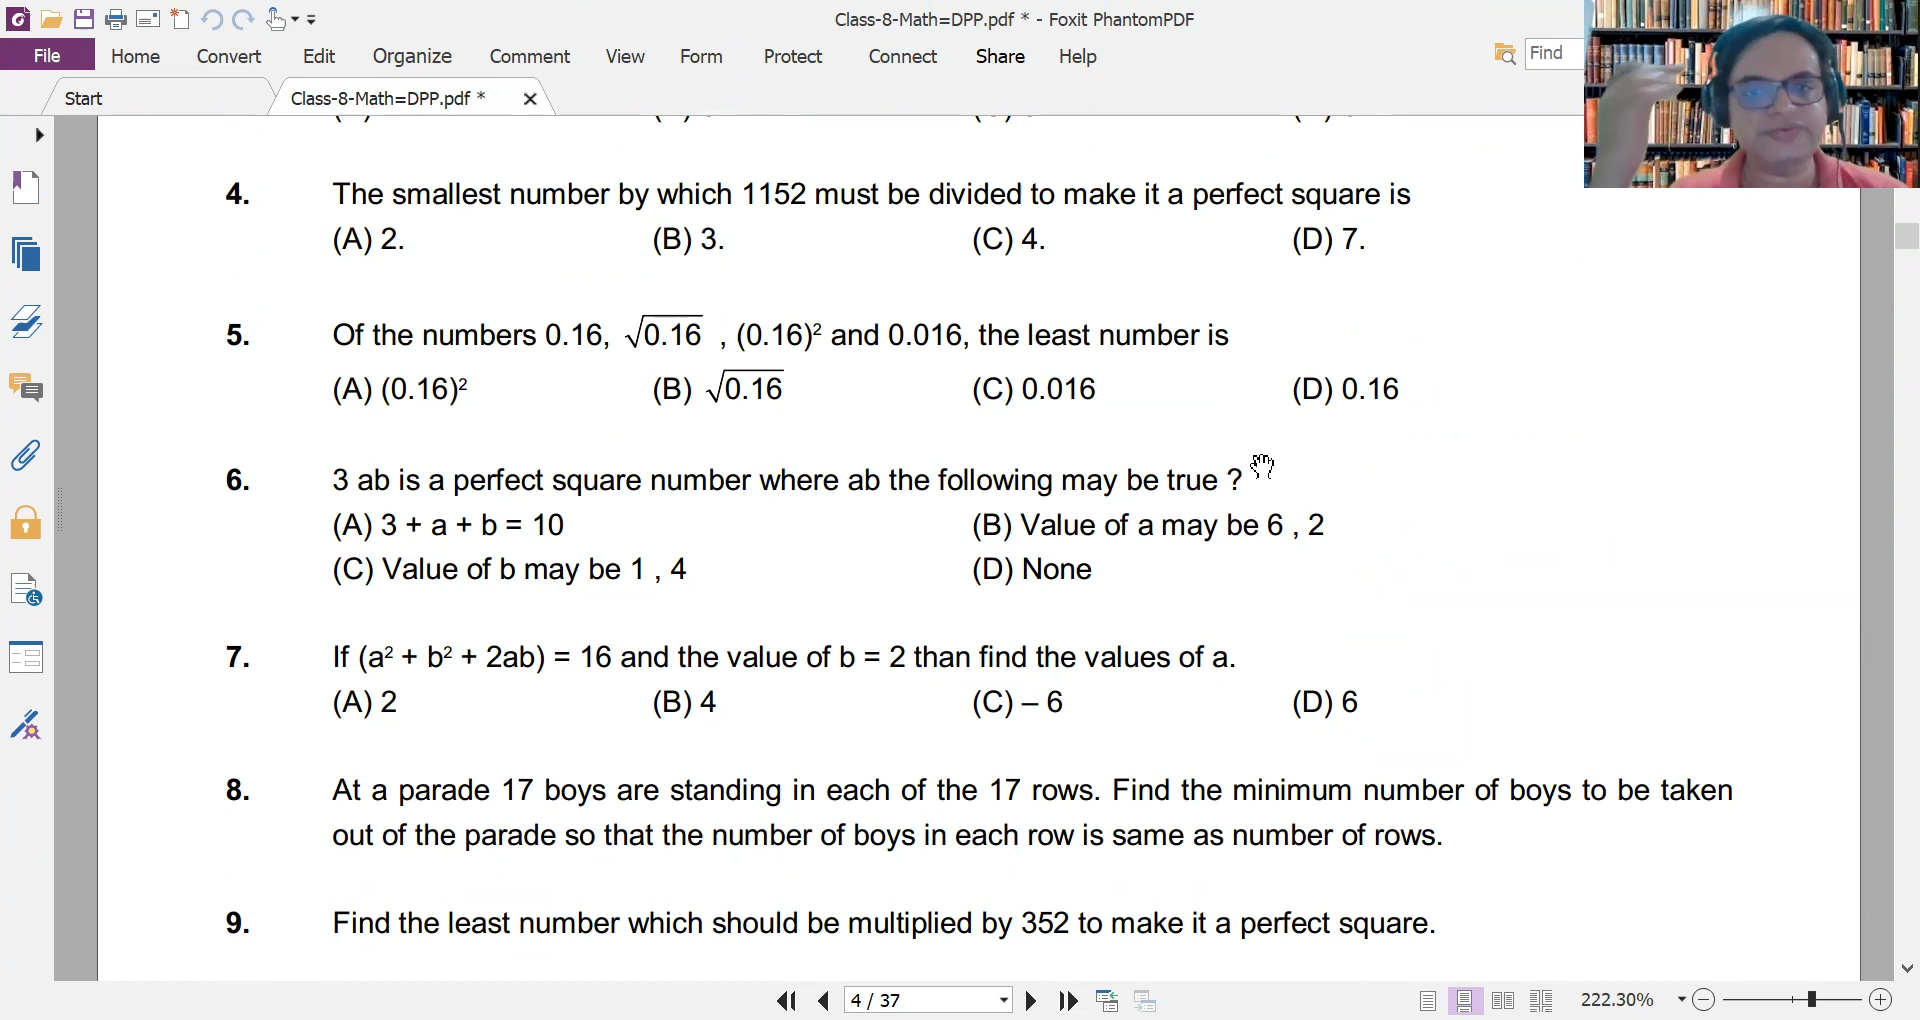 Class-8-Math=DPP.pdf * - Foxit PhantomPDF
File Home Convert Edit Organize Comment View Form Protect Connect Share Help Find
Start Class-8-Math=DPP.pdf *
4. The smallest number by which 1152 must be divided to make it a perfect square is
(A) 2. (B) 3. (C) 4. (D) 7.
5. Of the numbers 0.16, √0.16 , (0.16)² and 0.016, the least number is
(A) (0.16)² (B) √0.16 (C) 0.016 (D) 0.16
6. 3 ab is a perfect square number where ab the following may be true ?
(A) 3 + a + b = 10 (B) Value of a may be 6 , 2
(C) Value of b may be 1 , 4 (D) None
7. If (a² + b² + 2ab) = 16 and the value of b = 2 than find the values of a.
(A) 2 (B) 4 (C) – 6 (D) 6
8. At a parade 17 boys are standing in each of the 17 rows. Find the minimum number of boys to be taken
out of the parade so that the number of boys in each row is same as number of rows.
9. Find the least number which should be multiplied by 352 to make it a perfect square.
4 / 37 222.30%